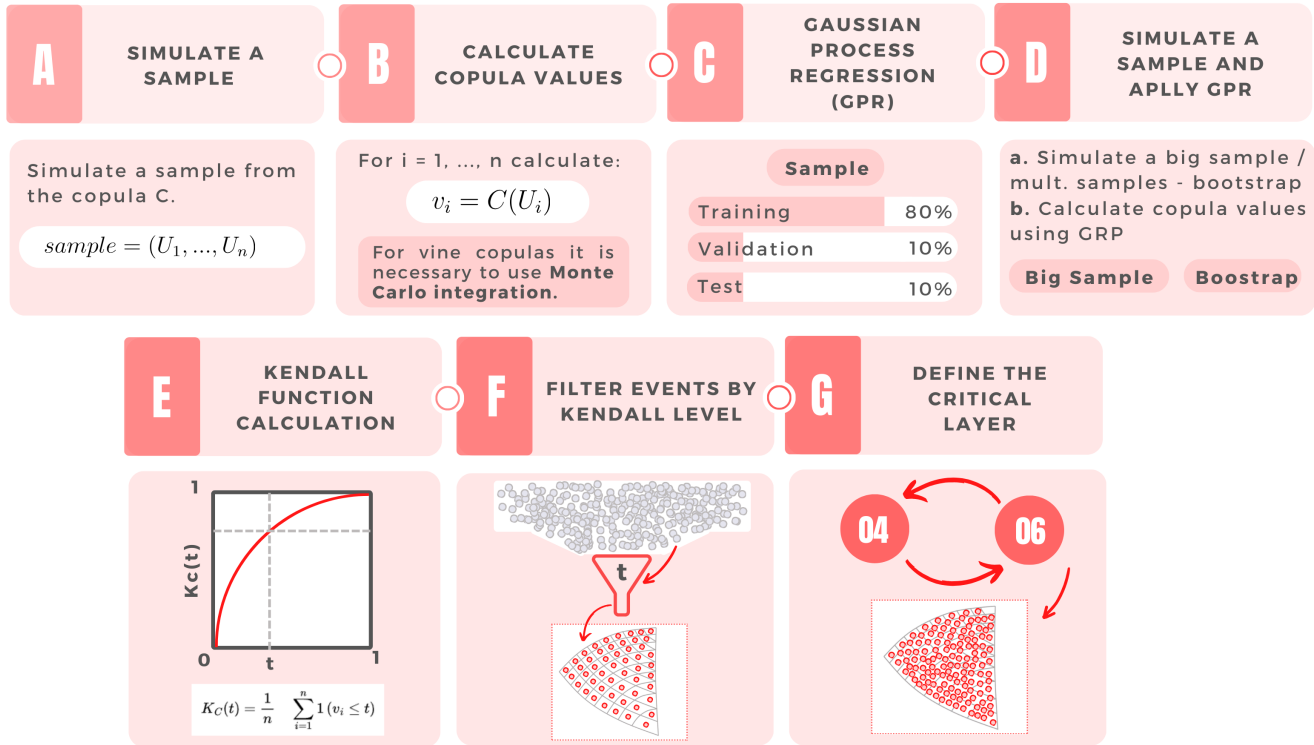 A
SIMULATE A
SAMPLE
B
CALCULATE
COPULA VALUES
C
GAUSSIAN
PROCESS
REGRESSION
(GPR)
D
SIMULATE A
SAMPLE AND
APLLY GPR
Simulate a sample from
the copula C.
sample = (U₁, ..., Uₙ)
For i = 1, ..., n calculate:
vᵢ = C(Uᵢ)
For vine copulas it is
necessary to use Monte
Carlo integration.
Sample
Training 80%
Validation 10%
Test 10%
a. Simulate a big sample /
mult. samples - bootstrap
b. Calculate copula values
using GRP
Big Sample Boostrap
E
KENDALL
FUNCTION
CALCULATION
F
FILTER EVENTS BY
KENDALL LEVEL
G
DEFINE THE
CRITICAL
LAYER
1
Kc(t)
0 t 1
K_C(t) = 1/n ∑_{i=1}^{n} 1 (vᵢ ≤ t)
t
04 06